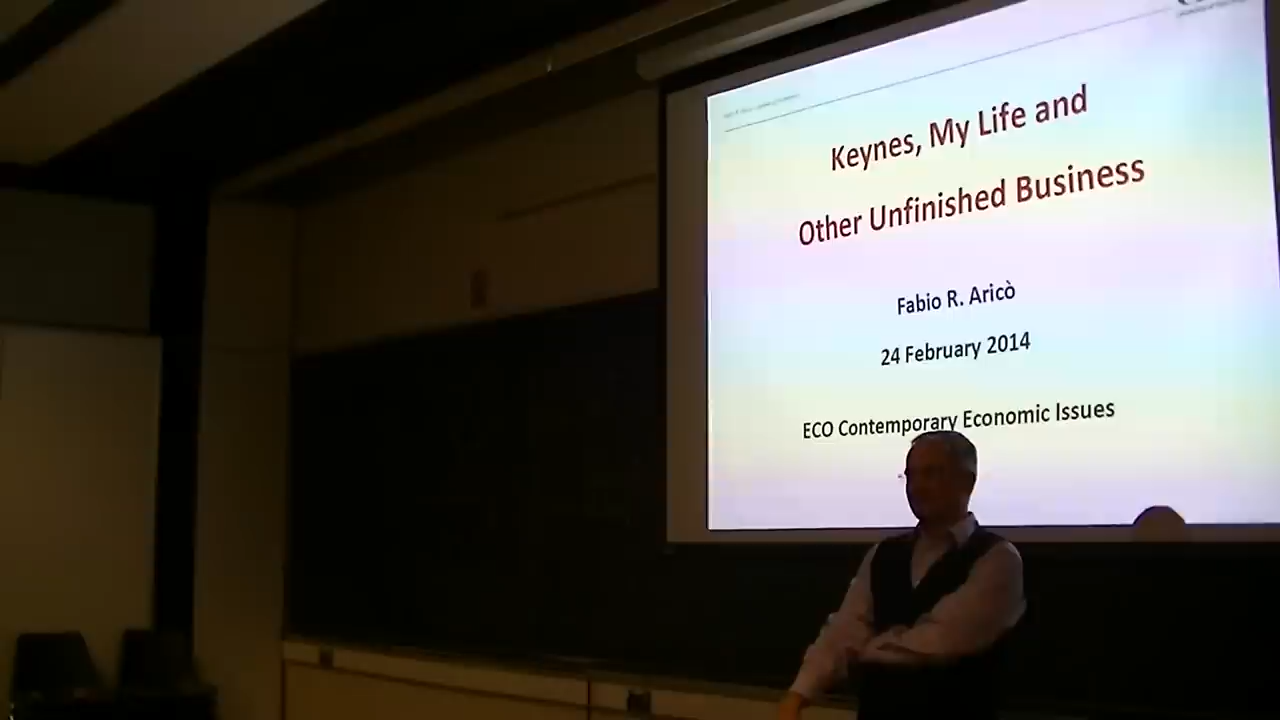 Keynes, My Life and
Other Unfinished Business
Fabio R. Aricò
24 February 2014
ECO Contemporary Economic Issues